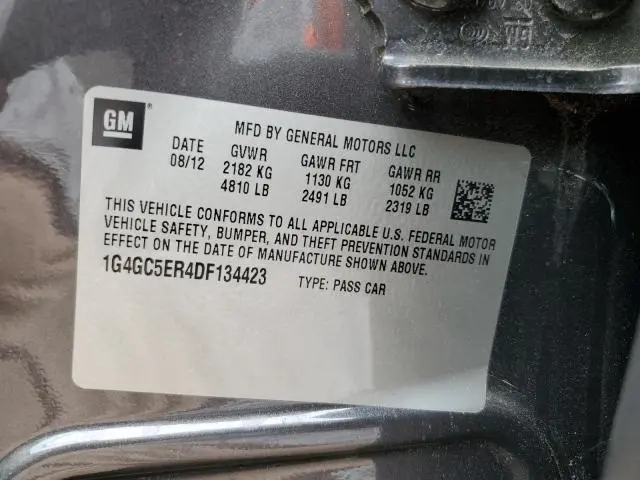 GM ®
MFD BY GENERAL MOTORS LLC
DATE GVWR GAWR FRT GAWR RR
08/12 2182 KG 1130 KG 1052 KG
4810 LB 2491 LB 2319 LB
THIS VEHICLE CONFORMS TO ALL APPLICABLE U.S. FEDERAL MOTOR
VEHICLE SAFETY, BUMPER, AND THEFT PREVENTION STANDARDS IN
EFFECT ON THE DATE OF MANUFACTURE SHOWN ABOVE.
1G4GC5ER4DF134423 TYPE: PASS CAR